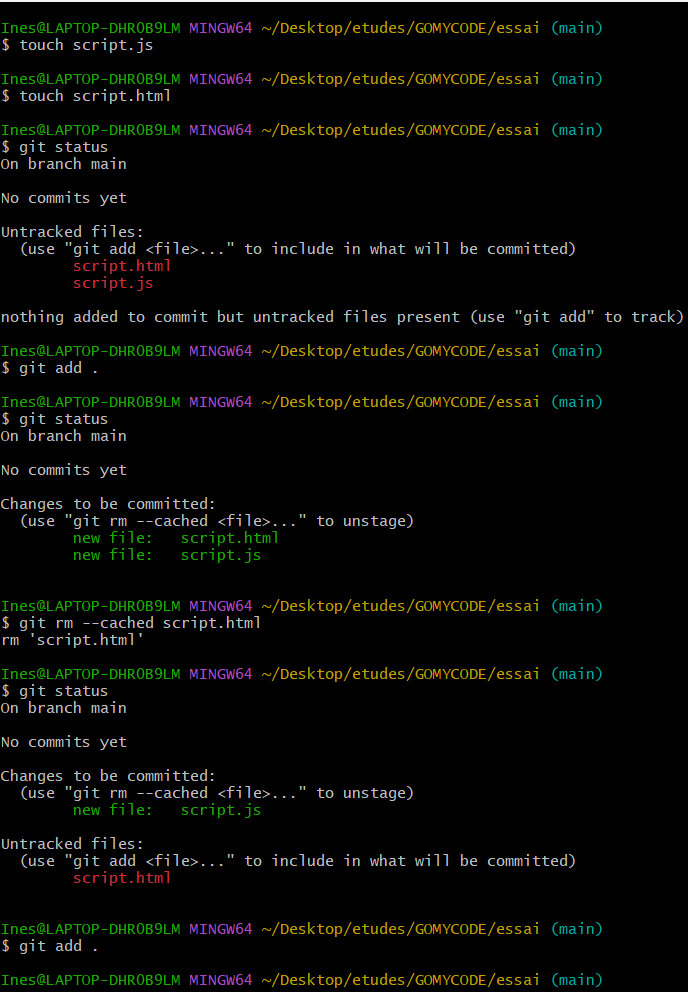 Ines@LAPTOP-DHR0B9LM MINGW64 ~/Desktop/etudes/GOMYCODE/essai (main)
$ touch script.js
Ines@LAPTOP-DHR0B9LM MINGW64 ~/Desktop/etudes/GOMYCODE/essai (main)
$ touch script.html
Ines@LAPTOP-DHR0B9LM MINGW64 ~/Desktop/etudes/GOMYCODE/essai (main)
$ git status
On branch main
No commits yet
Untracked files:
  (use "git add <file>..." to include in what will be committed)
        script.html
        script.js
nothing added to commit but untracked files present (use "git add" to track)
Ines@LAPTOP-DHR0B9LM MINGW64 ~/Desktop/etudes/GOMYCODE/essai (main)
$ git add .
Ines@LAPTOP-DHR0B9LM MINGW64 ~/Desktop/etudes/GOMYCODE/essai (main)
$ git status
On branch main
No commits yet
Changes to be committed:
  (use "git rm --cached <file>..." to unstage)
        new file:   script.html
        new file:   script.js
Ines@LAPTOP-DHR0B9LM MINGW64 ~/Desktop/etudes/GOMYCODE/essai (main)
$ git rm --cached script.html
rm 'script.html'
Ines@LAPTOP-DHR0B9LM MINGW64 ~/Desktop/etudes/GOMYCODE/essai (main)
$ git status
On branch main
No commits yet
Changes to be committed:
  (use "git rm --cached <file>..." to unstage)
        new file:   script.js
Untracked files:
  (use "git add <file>..." to include in what will be committed)
        script.html
Ines@LAPTOP-DHR0B9LM MINGW64 ~/Desktop/etudes/GOMYCODE/essai (main)
$ git add .
Ines@LAPTOP-DHR0B9LM MINGW64 ~/Desktop/etudes/GOMYCODE/essai (main)